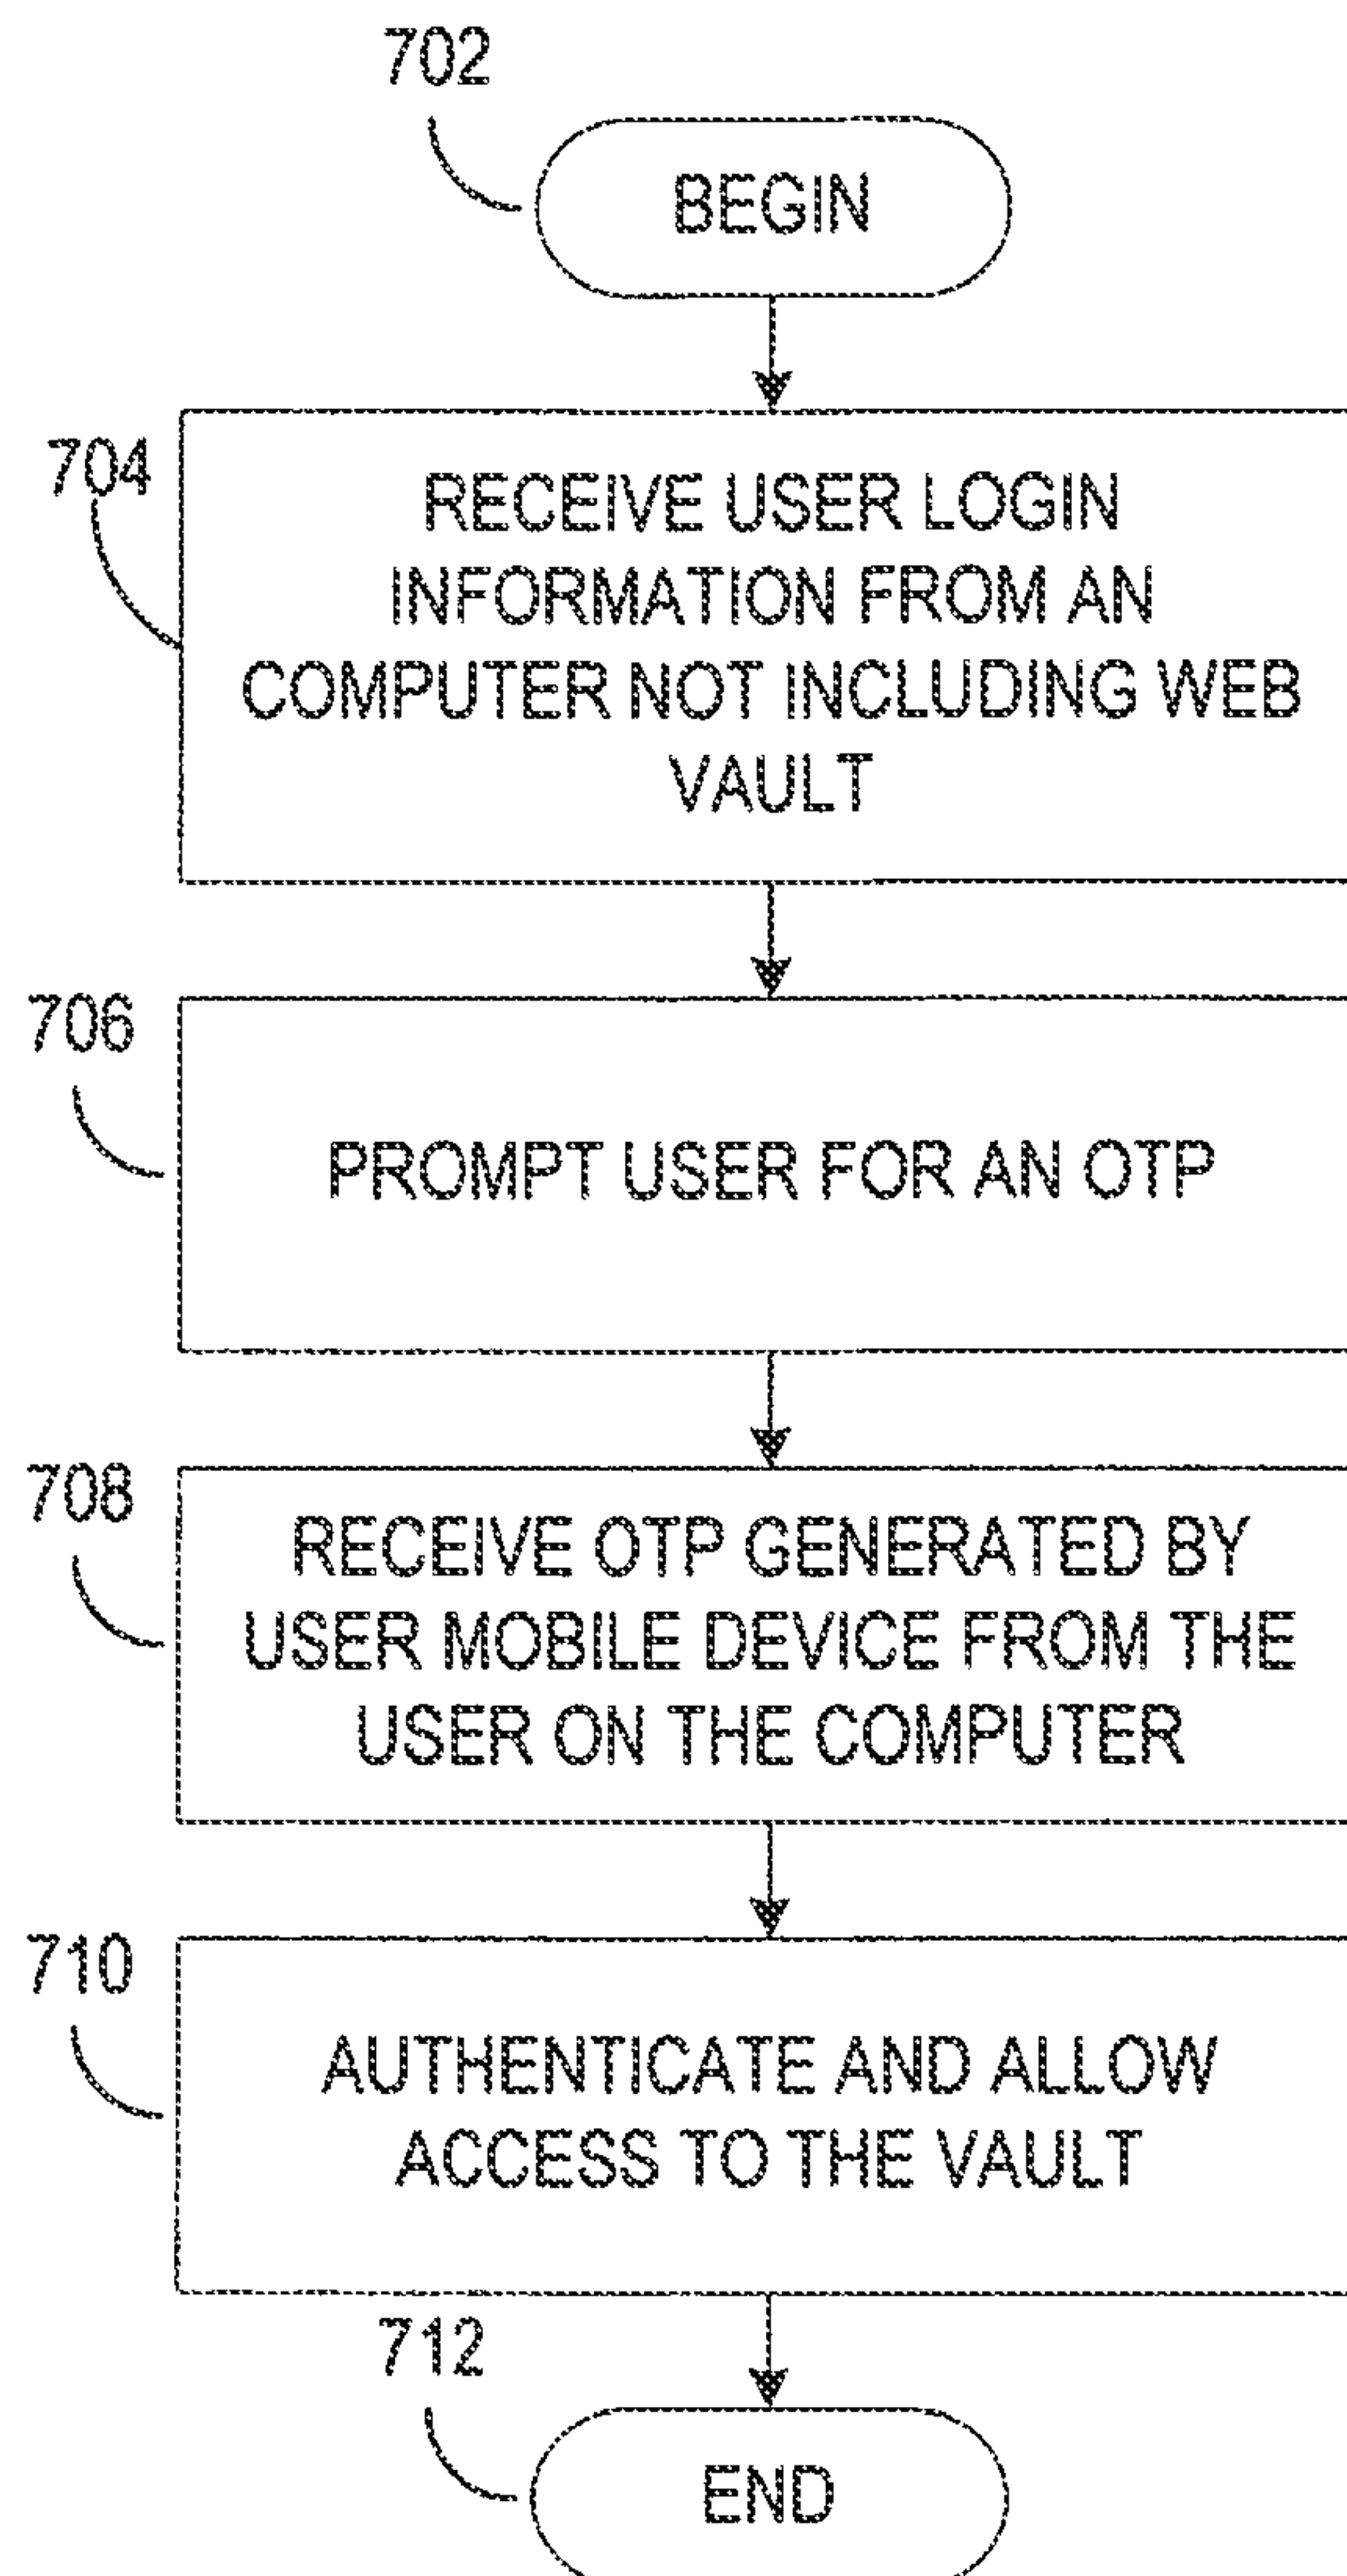 702
BEGIN
704
RECEIVE USER LOGIN
INFORMATION FROM AN
COMPUTER NOT INCLUDING WEB
VAULT
706
PROMPT USER FOR AN OTP
708
RECEIVE OTP GENERATED BY
USER MOBILE DEVICE FROM THE
USER ON THE COMPUTER
710
AUTHENTICATE AND ALLOW
ACCESS TO THE VAULT
712
END